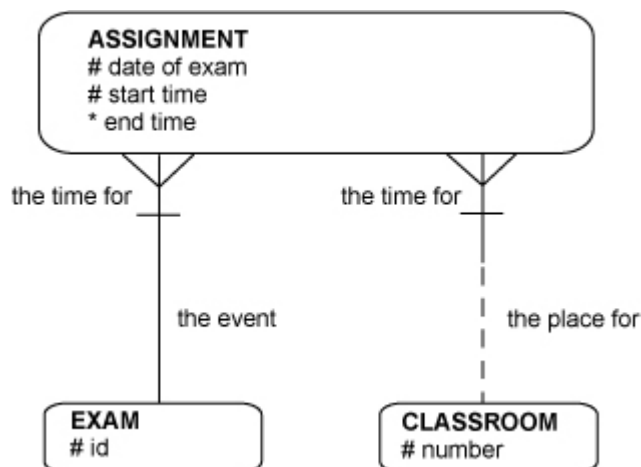 ASSIGNMENT
# date of exam
# start time
* end time
the time for
the time for
the event
the place for
EXAM
# id
CLASSROOM
# number